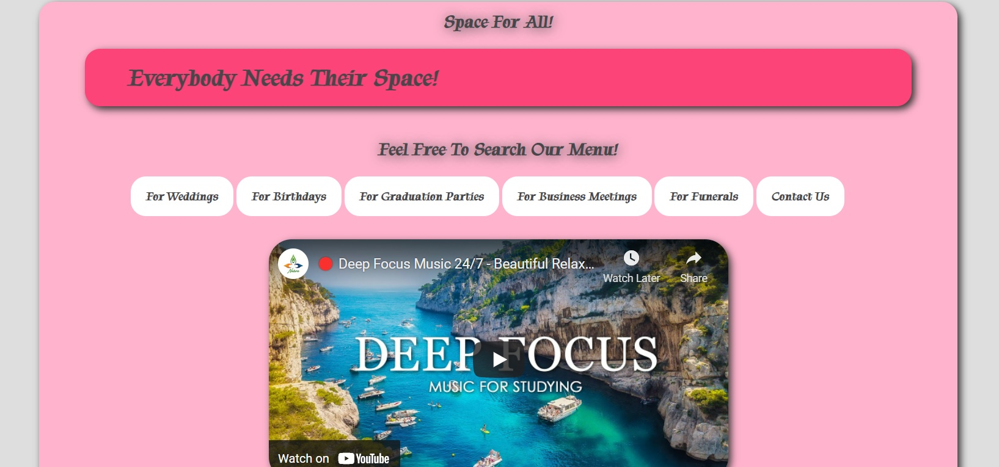 Space For All!
Everybody Needs Their Space!
Feel Free To Search Our Menu!
For Weddings For Birthdays For Graduation Parties For Business Meetings For Funerals Contact Us
Deep Focus Music 24/7 - Beautiful Relax...
Watch Later Share
Nature
DEEP FOCUS
MUSIC FOR STUDYING
Watch on YouTube